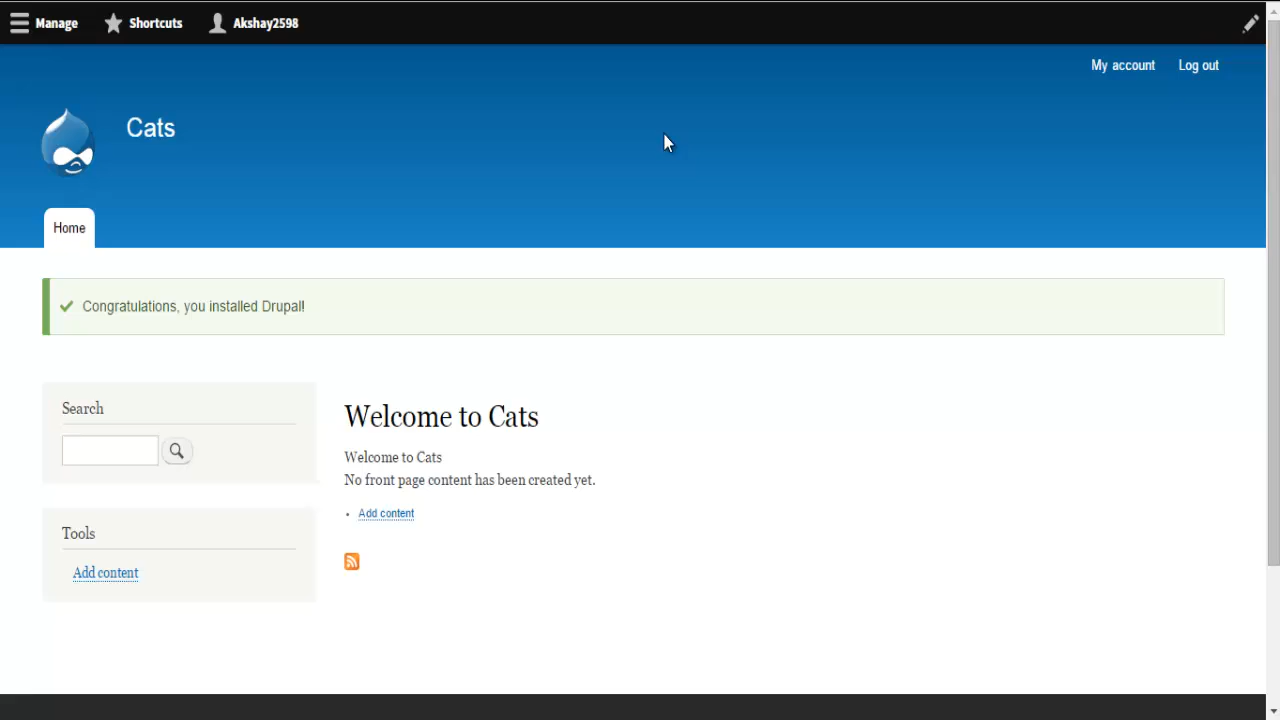 Manage Shortcuts Akshay2598
My account Log out
Cats
Home
Congratulations, you installed Drupal!
Search
Welcome to Cats
Welcome to Cats
No front page content has been created yet.
Add content
Tools
Add content